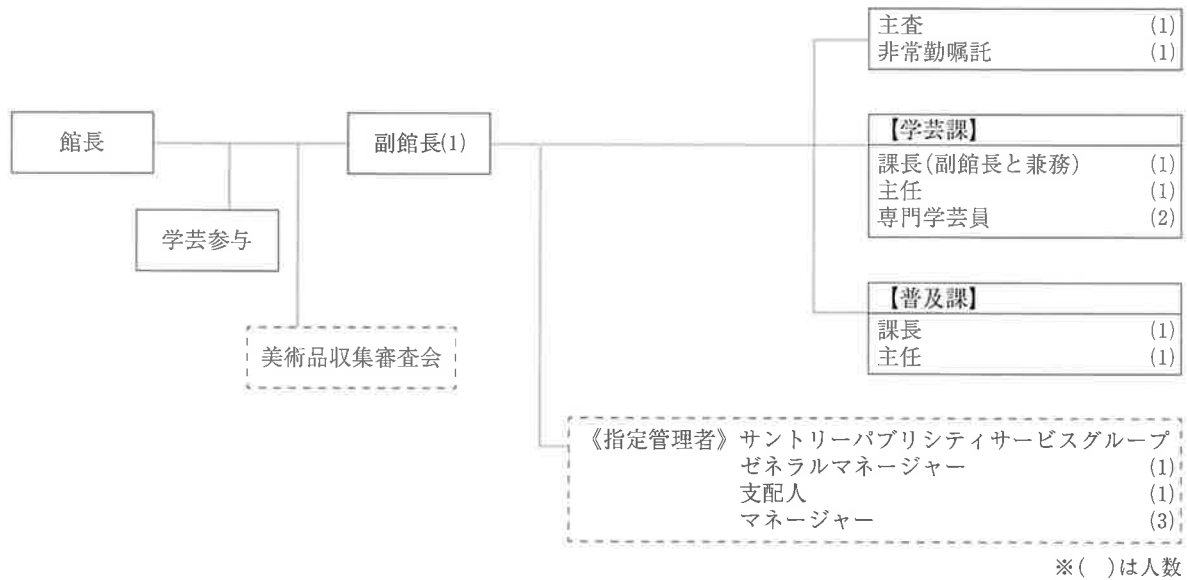 館長
学芸参与
美術品収集審査会
副館長(1)
主査 (1)
非常勤嘱託 (1)
【学芸課】
課長(副館長と兼務) (1)
主任 (1)
専門学芸員 (2)
【普及課】
課長 (1)
主任 (1)
《指定管理者》サントリーパブリシティサービスグループ
ゼネラルマネージャー (1)
支配人 (1)
マネージャー (3)
※( )は人数